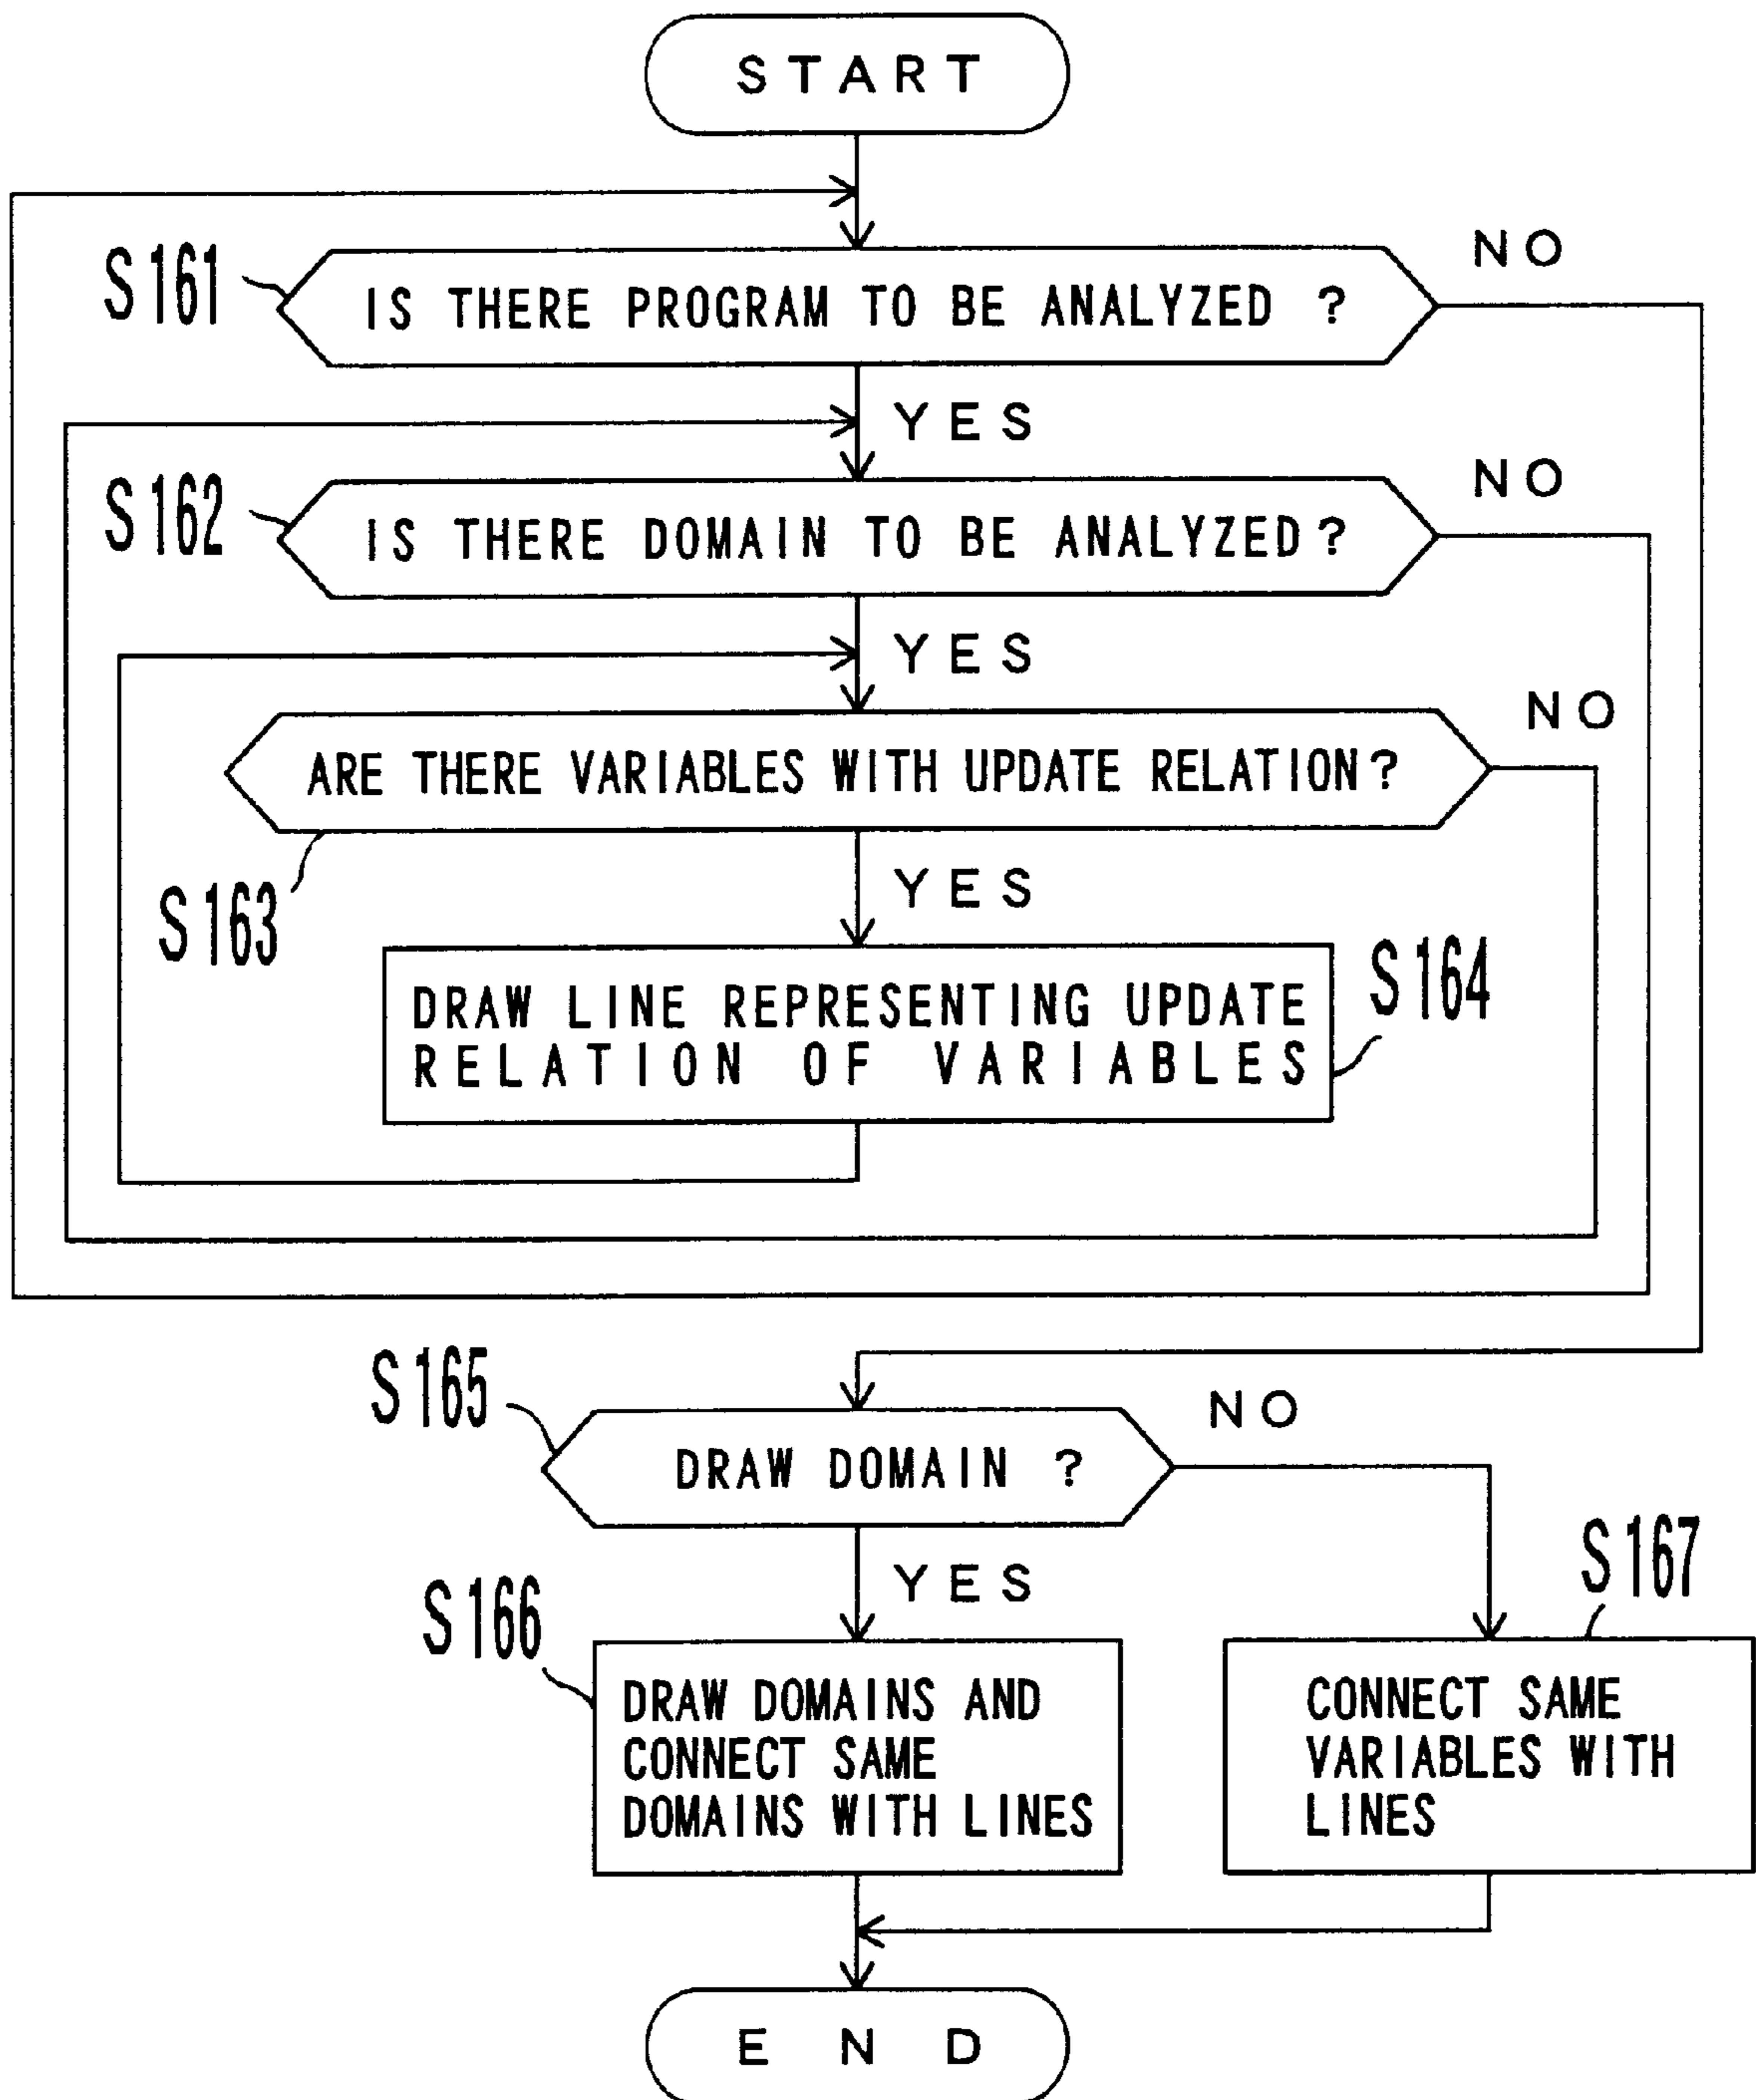 START
NO
S161
IS THERE PROGRAM TO BE ANALYZED ?
YES
NO
S162
IS THERE DOMAIN TO BE ANALYZED?
YES
NO
ARE THERE VARIABLES WITH UPDATE RELATION?
S163
YES
S164
DRAW LINE REPRESENTING UPDATE
RELATION OF VARIABLES
S165
NO
DRAW DOMAIN ?
YES
S166
S167
DRAW DOMAINS AND
CONNECT SAME
DOMAINS WITH LINES
CONNECT SAME
VARIABLES WITH
LINES
END